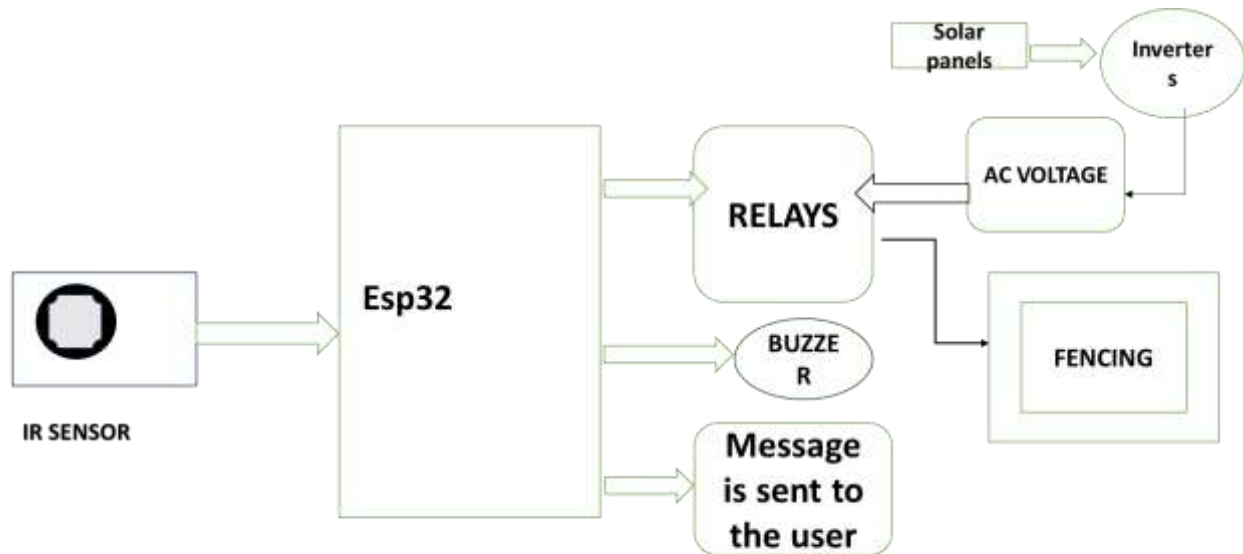 Solar
panels
Inverter
s
AC VOLTAGE
RELAYS
Esp32
BUZZE
R
FENCING
IR SENSOR
Message
is sent to
the user